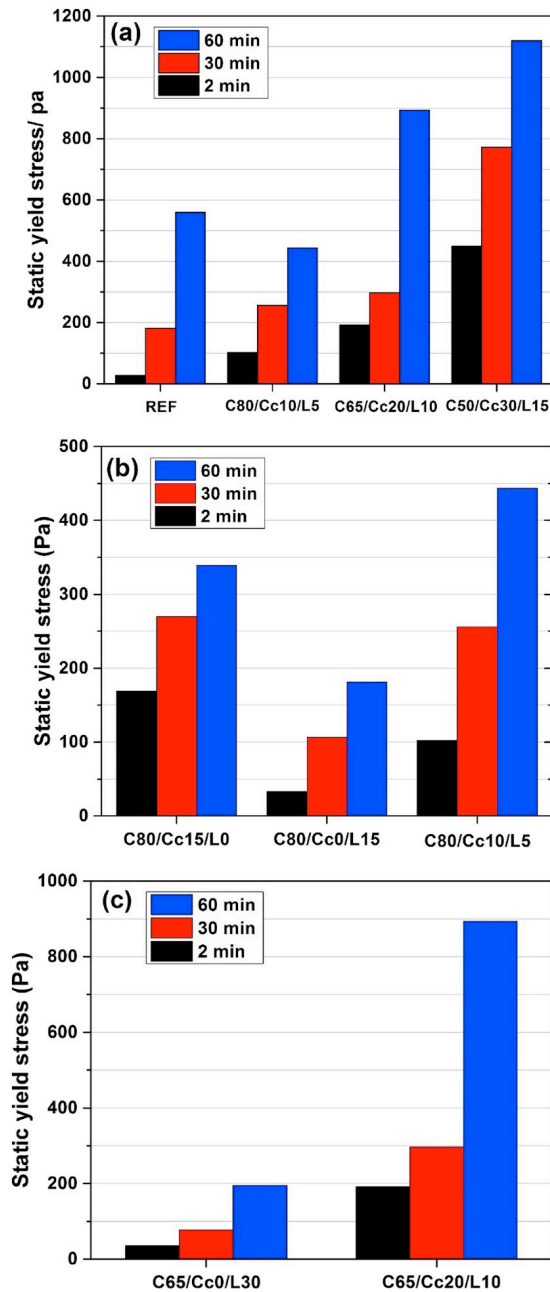 (a)
60 min
30 min
2 min
Static yield stress/ pa
1200
1000
800
600
400
200
0
REF C80/Cc10/L5 C65/Cc20/L10 C50/Cc30/L15
(b)
60 min
30 min
2 min
Static yield stress (Pa)
500
400
300
200
100
0
C80/Cc15/L0 C80/Cc0/L15 C80/Cc10/L5
(c)
60 min
30 min
2 min
Static yield stress (Pa)
1000
800
600
400
200
0
C65/Cc0/L30 C65/Cc20/L10